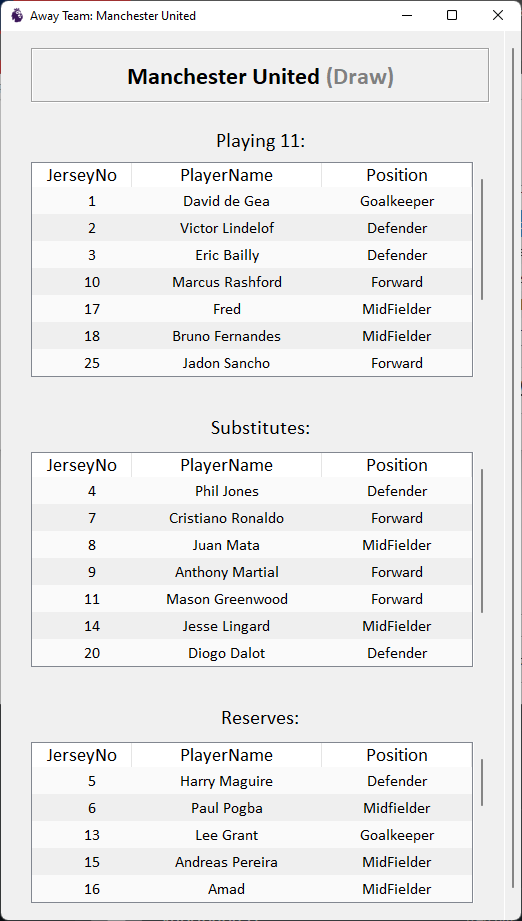 Away Team: Manchester United
Manchester United (Draw)
Playing 11:
JerseyNo PlayerName Position
1 David de Gea Goalkeeper
2 Victor Lindelof Defender
3 Eric Bailly Defender
10 Marcus Rashford Forward
17 Fred MidFielder
18 Bruno Fernandes MidFielder
25 Jadon Sancho Forward
Substitutes:
JerseyNo PlayerName Position
4 Phil Jones Defender
7 Cristiano Ronaldo Forward
8 Juan Mata MidFielder
9 Anthony Martial Forward
11 Mason Greenwood Forward
14 Jesse Lingard MidFielder
20 Diogo Dalot Defender
Reserves:
JerseyNo PlayerName Position
5 Harry Maguire Defender
6 Paul Pogba Midfielder
13 Lee Grant Goalkeeper
15 Andreas Pereira MidFielder
16 Amad MidFielder